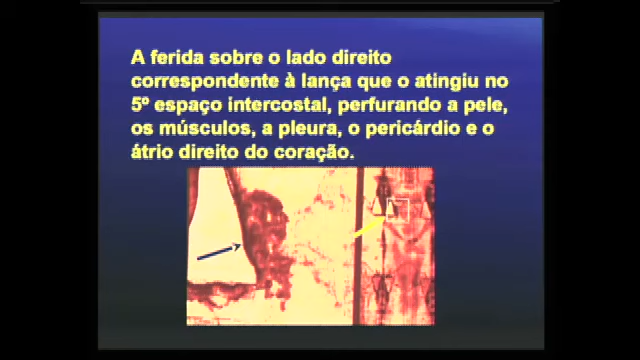 A ferida sobre o lado direito
correspondente à lança que o atingiu no
5º espaço intercostal, perfurando a pele,
os músculos, a pleura, o pericárdio e o
átrio direito do coração.